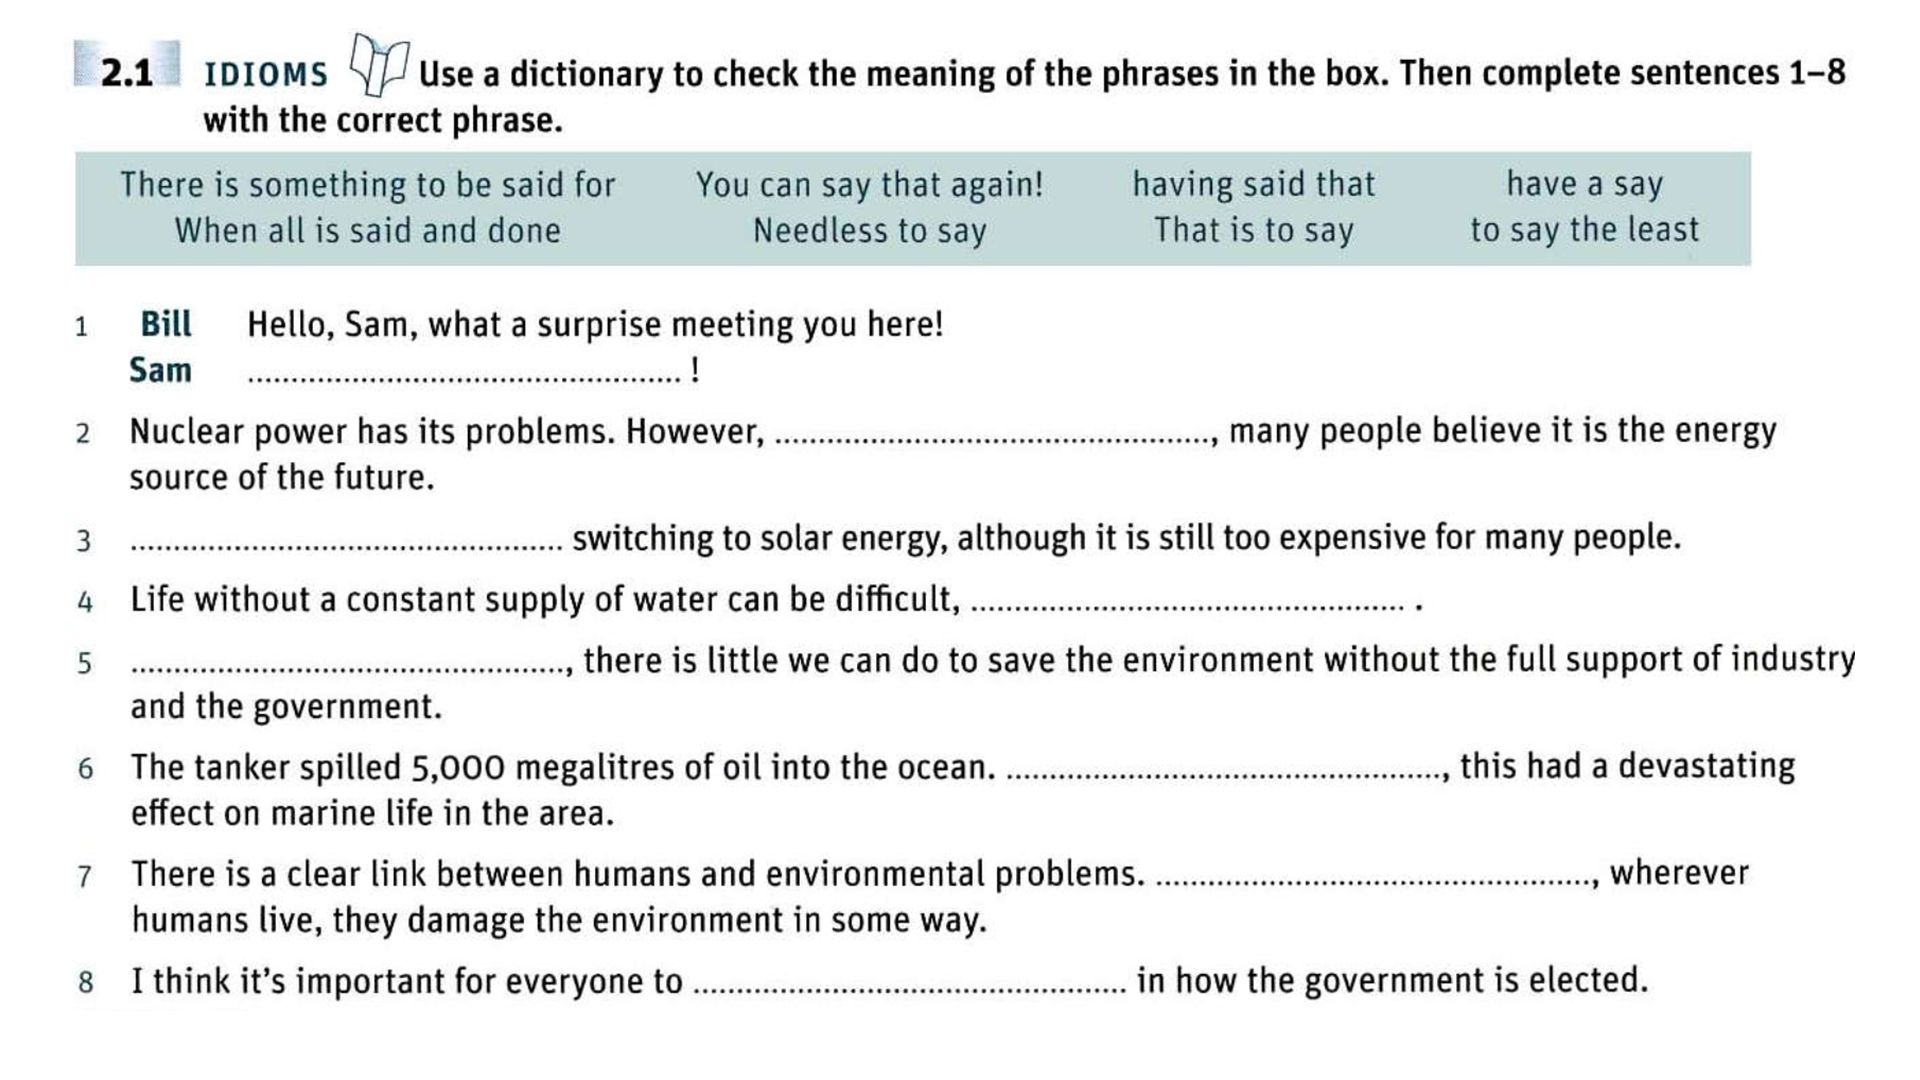 2.1 IDIOMS Use a dictionary to check the meaning of the phrases in the box. Then complete sentences 1–8
with the correct phrase.
There is something to be said for You can say that again! having said that have a say
When all is said and done Needless to say That is to say to say the least
1 Bill Hello, Sam, what a surprise meeting you here!
Sam .................................................. !
2 Nuclear power has its problems. However, .................................................., many people believe it is the energy
source of the future.
3 .................................................. switching to solar energy, although it is still too expensive for many people.
4 Life without a constant supply of water can be difficult, .................................................. .
5 .................................................., there is little we can do to save the environment without the full support of industry
and the government.
6 The tanker spilled 5,000 megalitres of oil into the ocean. .................................................., this had a devastating
effect on marine life in the area.
7 There is a clear link between humans and environmental problems. .................................................., wherever
humans live, they damage the environment in some way.
8 I think it's important for everyone to .................................................. in how the government is elected.